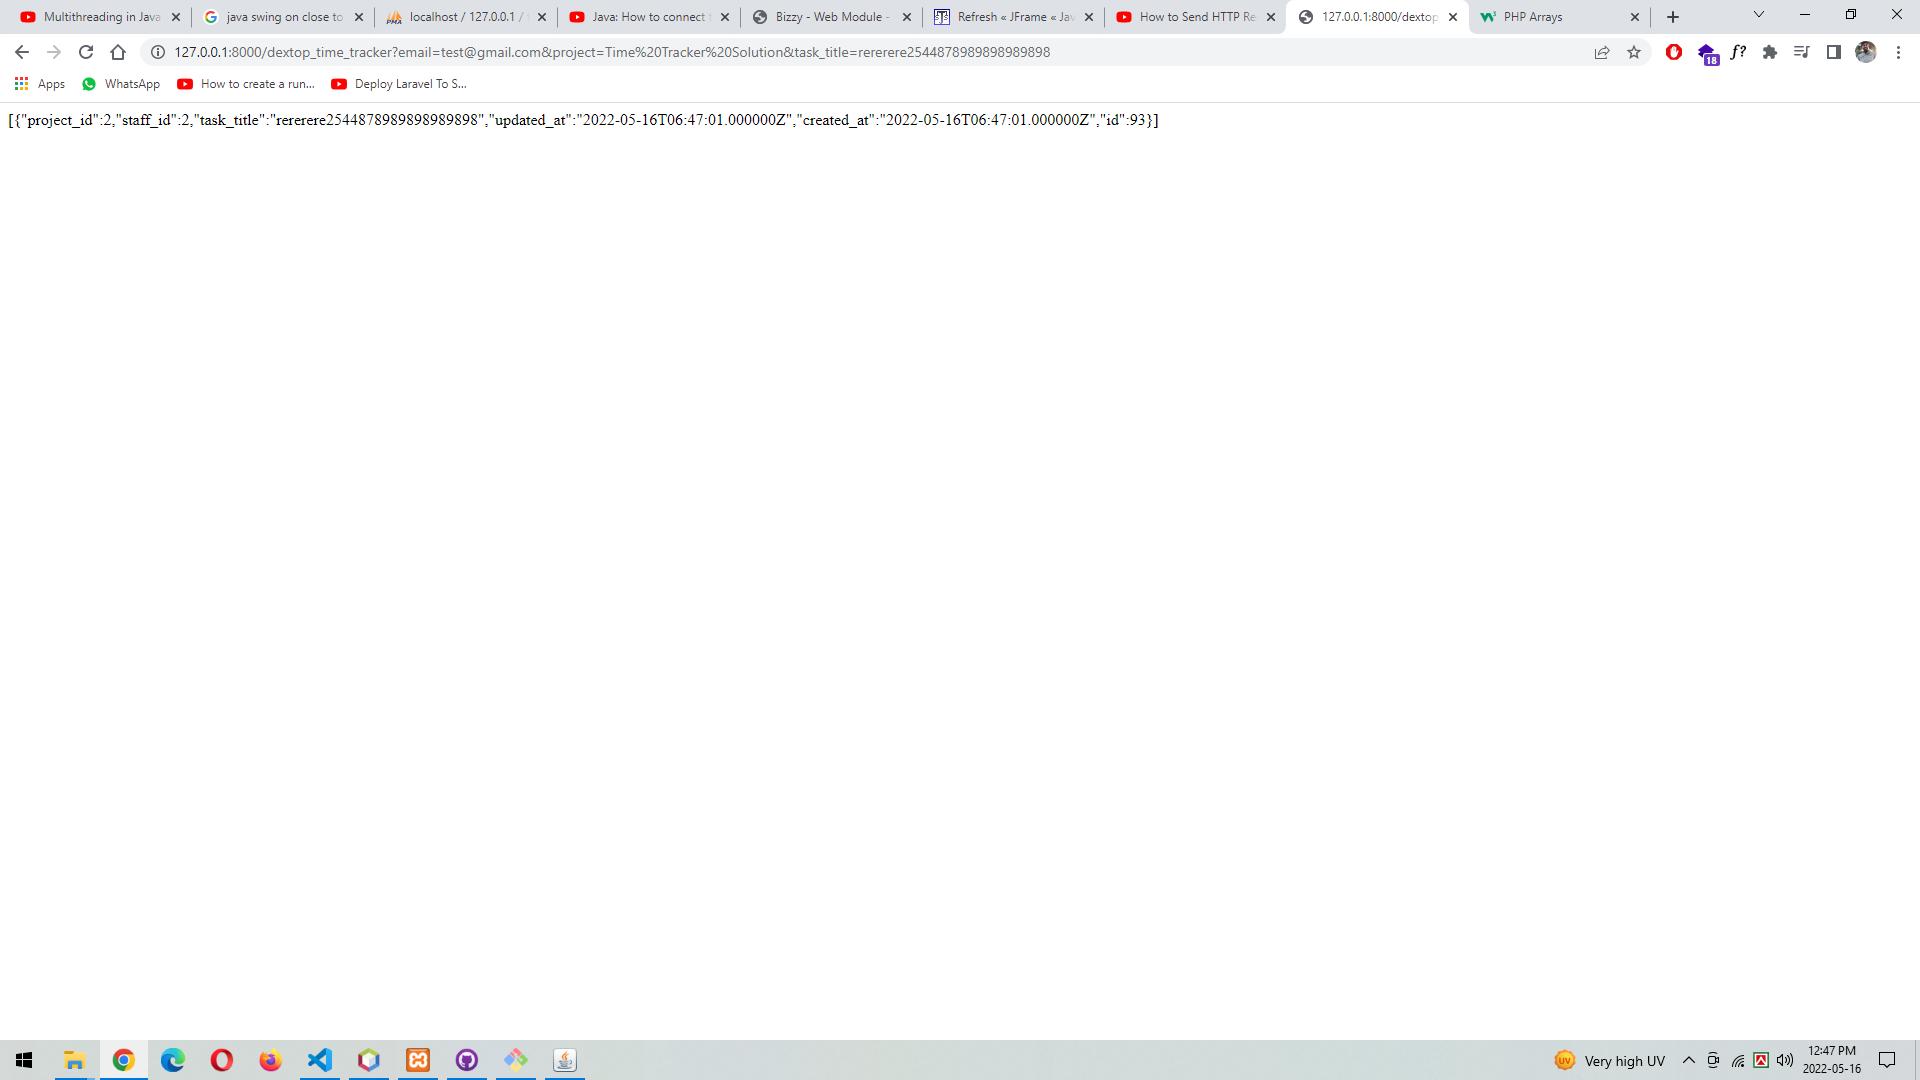 Multithreading in Java
java swing on close to
localhost / 127.0.0.1 /
Java: How to connect
Bizzy - Web Module -
Refresh « JFrame « Jav
How to Send HTTP Re
127.0.0.1:8000/dextop
PHP Arrays
127.0.0.1:8000/dextop_time_tracker?email=test@gmail.com&project=Time%20Tracker%20Solution&task_title=rererere2544878989898989898
18
f?
Apps
WhatsApp
How to create a run...
Deploy Laravel To S...
[{"project_id":2,"staff_id":2,"task_title":"rererere2544878989898989898","updated_at":"2022-05-16T06:47:01.000000Z","created_at":"2022-05-16T06:47:01.000000Z","id":93}]
UV
Very high UV
12:47 PM
2022-05-16